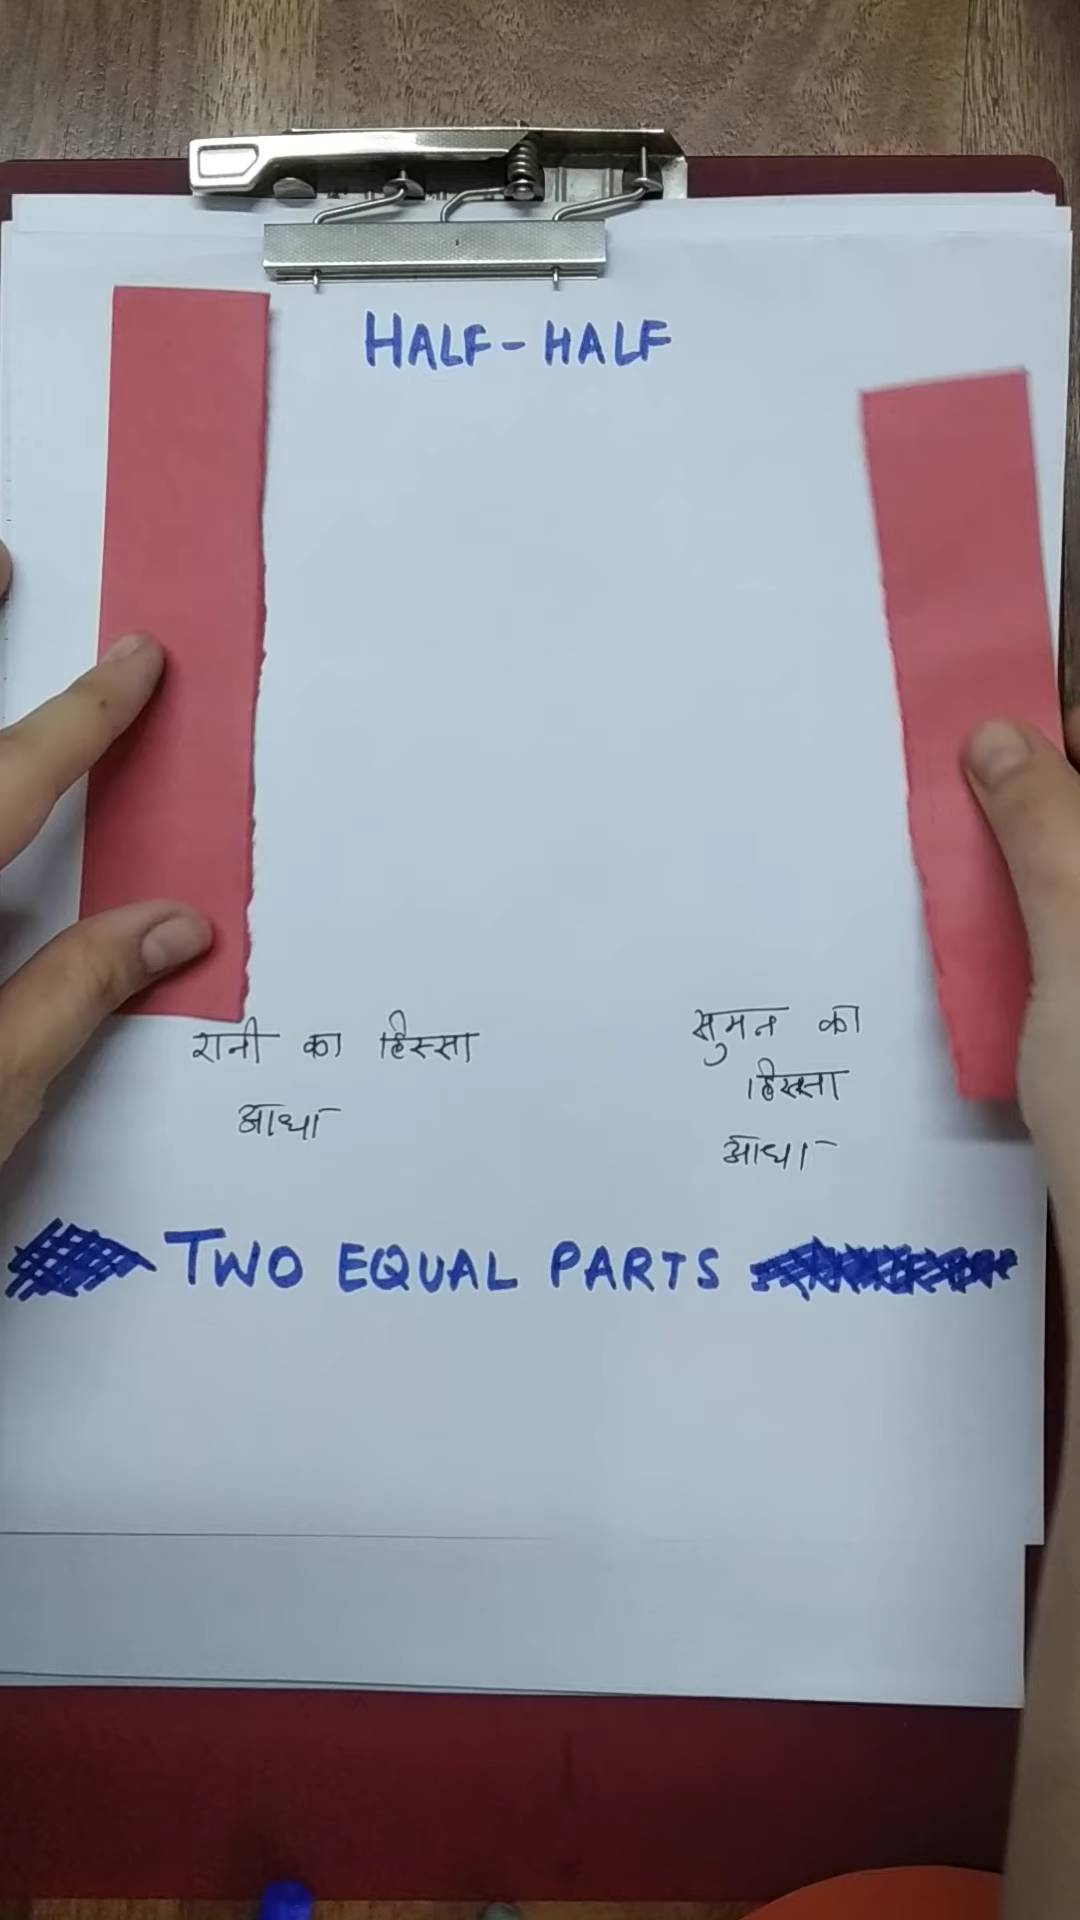 HALF - HALF
रानी का हिस्सा
आधा
सुमन का
हिस्सा
आधा
TWO EQUAL PARTS